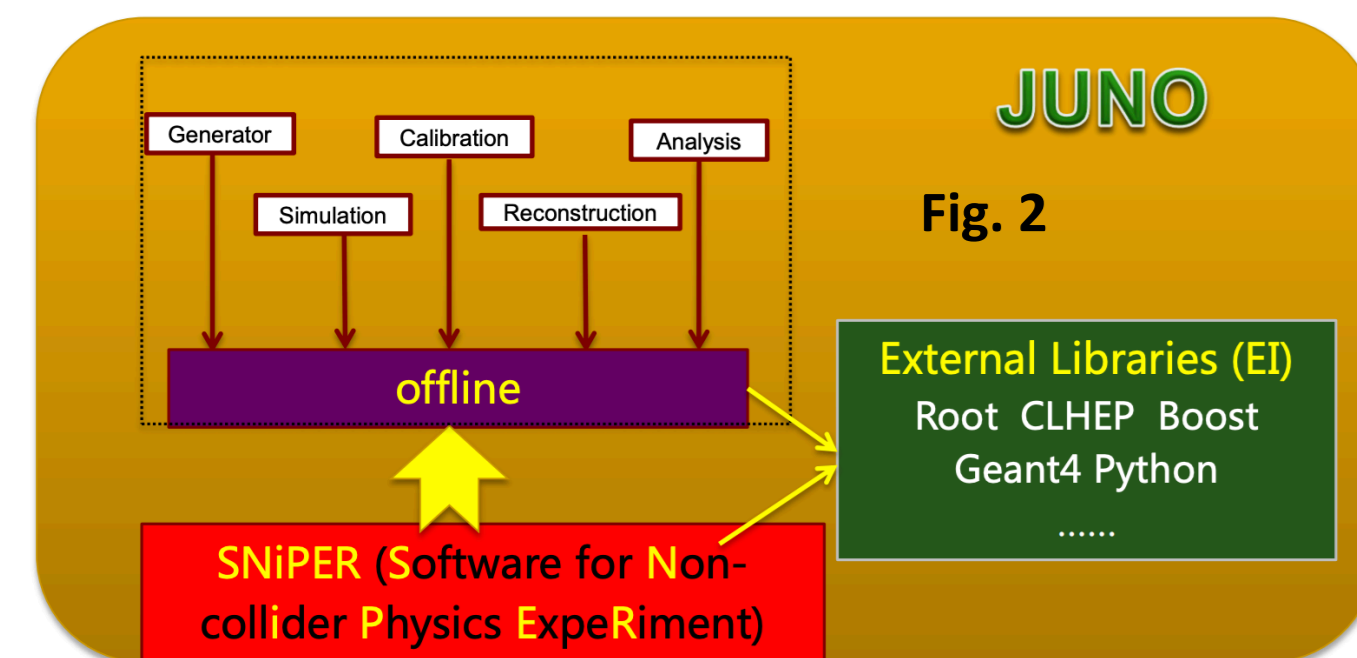 JUNO
Fig. 2
Generator
Calibration
Analysis
Simulation
Reconstruction
offline
External Libraries (EI)
Root CLHEP Boost
Geant4 Python
......
SNiPER (Software for Non-
collider Physics ExpeRiment)